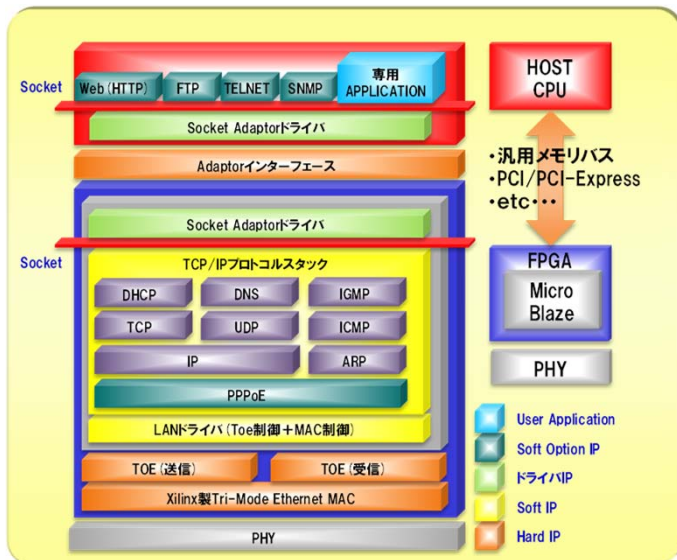 Socket
Web (HTTP)
FTP
TELNET
SNMP
専用
APPLICATION
Socket Adaptorドライバ
Adaptorインターフェース
Socket Adaptorドライバ
Socket
TCP/IPプロトコルスタック
DHCP
DNS
IGMP
TCP
UDP
ICMP
IP
ARP
PPPoE
LANドライバ (Toe制御+MAC制御)
TOE (送信)
TOE (受信)
Xilinx製Tri-Mode Ethernet MAC
PHY
HOST
CPU
・汎用メモリバス
・PCI/PCI-Express
・etc・・・
FPGA
Micro
Blaze
PHY
User Application
Soft Option IP
ドライバIP
Soft IP
Hard IP